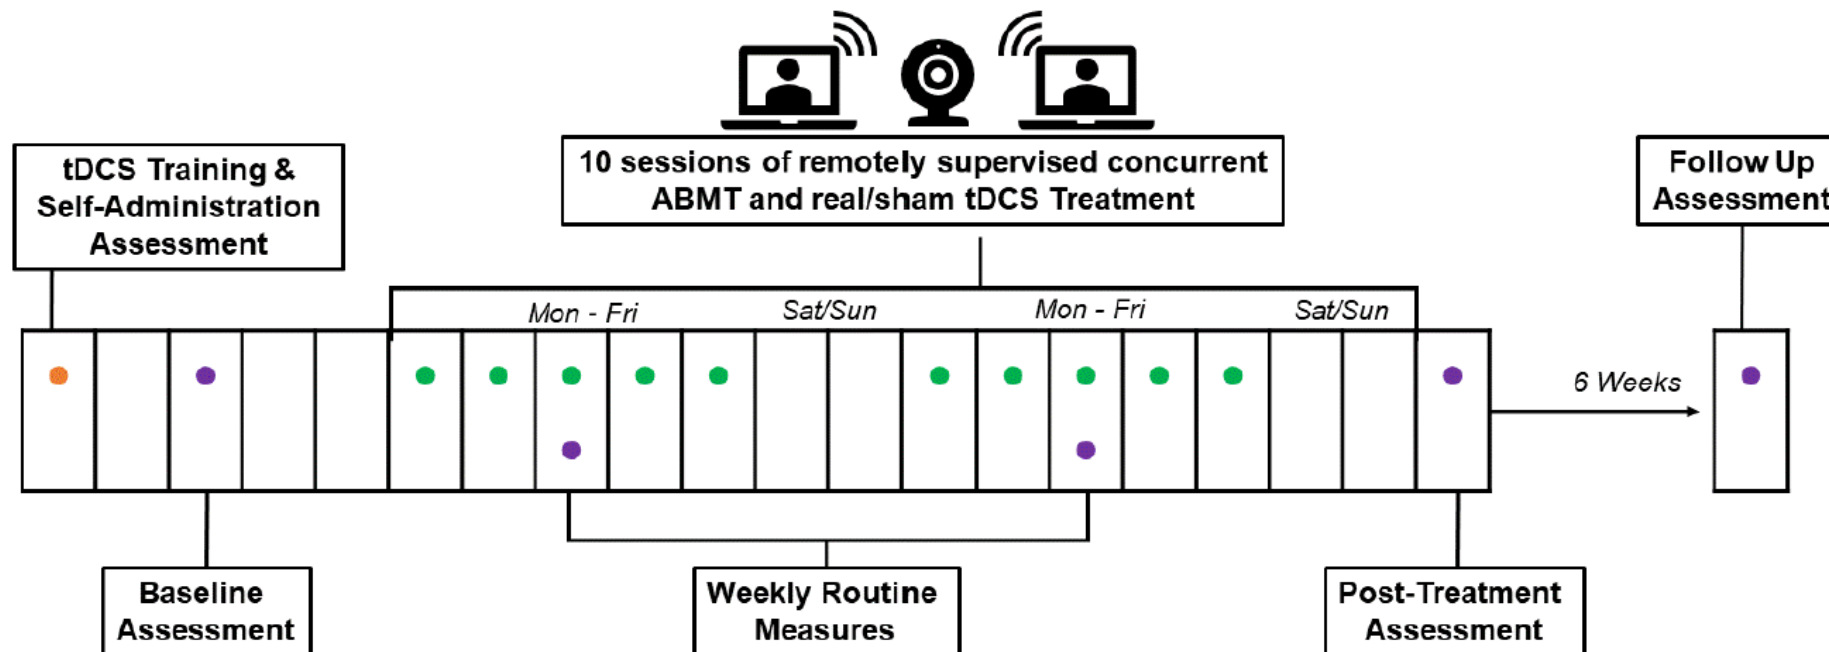 tDCS Training &
Self-Administration
Assessment
10 sessions of remotely supervised concurrent
ABMT and real/sham tDCS Treatment
Follow Up
Assessment
Mon - Fri
Sat/Sun
Mon - Fri
Sat/Sun
6 Weeks
Baseline
Assessment
Weekly Routine
Measures
Post-Treatment
Assessment